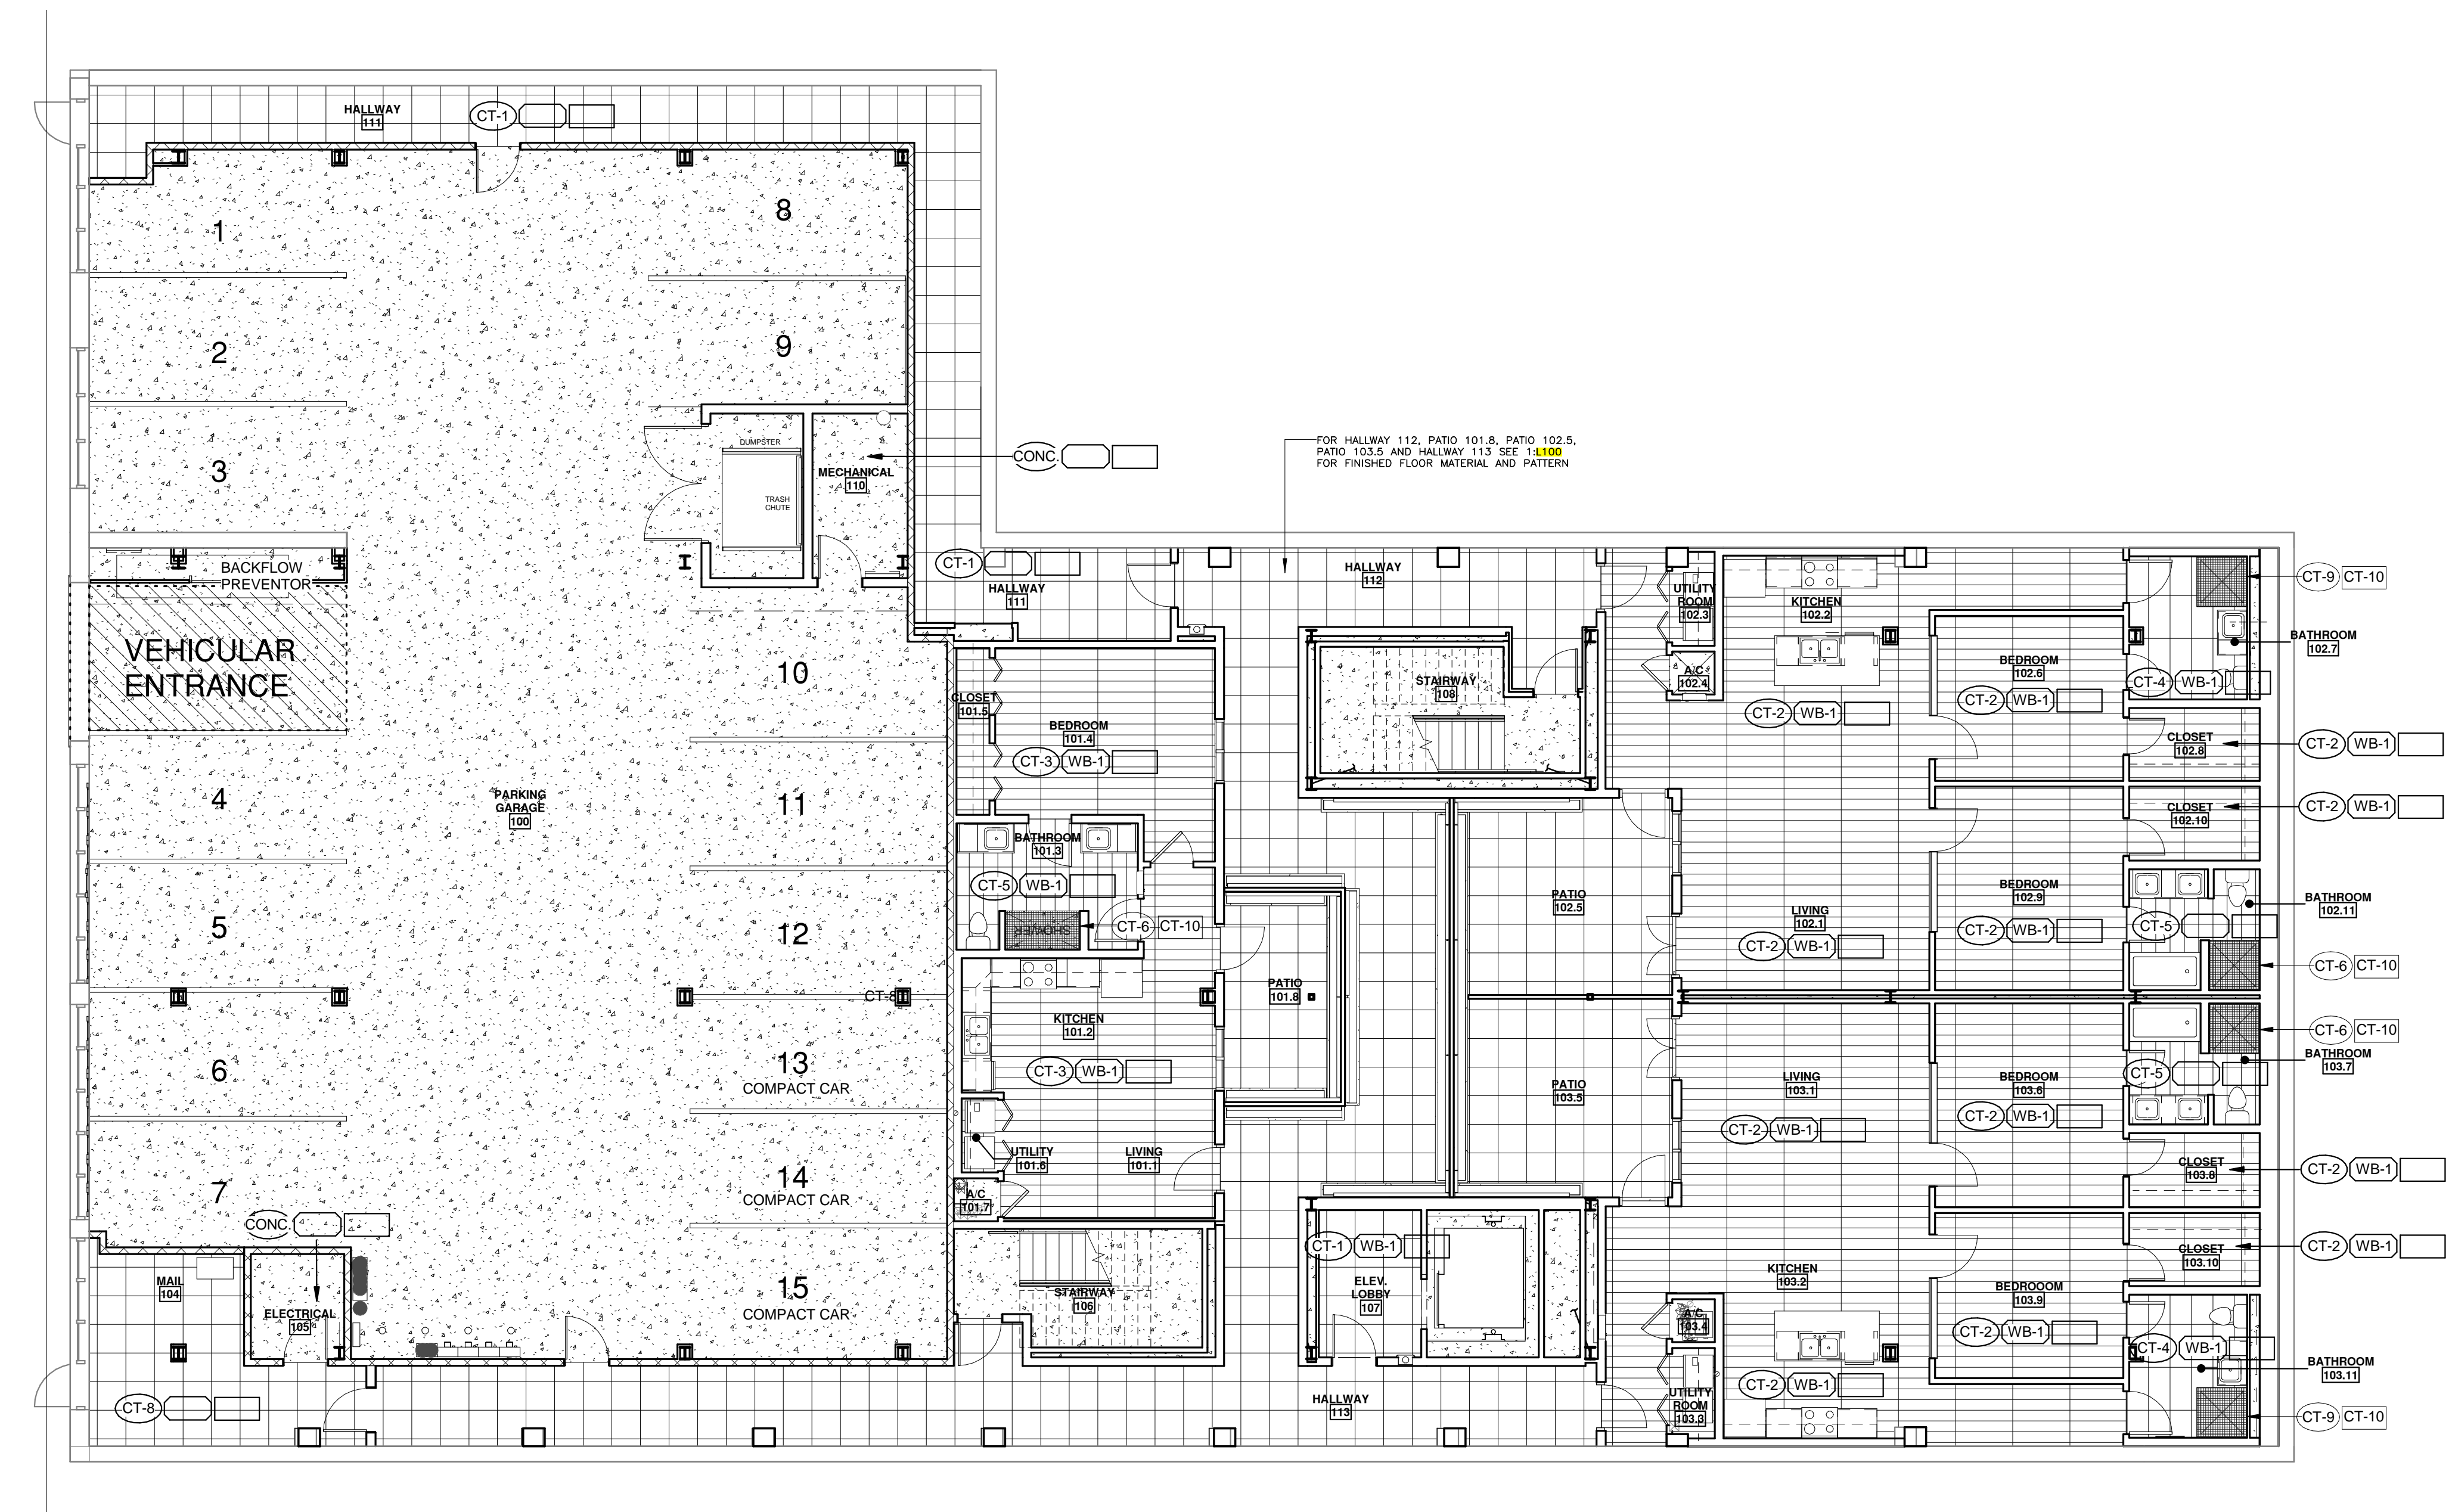 HALLWAY
111
CT-1
1
8
2
9
3
DUMPSTER
TRASH
CHUTE
MECHANICAL
110
CONC.
FOR HALLWAY 112, PATIO 101.8, PATIO 102.5,
PATIO 103.5 AND HALLWAY 113 SEE 1:L100
FOR FINISHED FLOOR MATERIAL AND PATTERN
BACKFLOW
PREVENTOR
VEHICULAR
ENTRANCE
CT-1
HALLWAY
111
HALLWAY
112
UTILITY
ROOM
102.3
KITCHEN
102.2
CT-9 CT-10
BATHROOM
102.7
A/C
102.4
BEDROOM
102.6
CT-2 WB-1
CT-4 WB-1
CT-2 WB-1
STAIRWAY
108
10
CLOSET
101.5
BEDROOM
101.4
CT-3 WB-1
CLOSET
102.8
CT-2 WB-1
CLOSET
102.10
CT-2 WB-1
4
PARKING
GARAGE
100
11
BATHROOM
101.3
CT-5 WB-1
CT-6 CT-10
SHOWER
5
12
PATIO
102.5
LIVING
102.1
CT-2 WB-1
BEDROOM
102.9
CT-2 WB-1
BATHROOM
102.11
CT-5
CT-6 CT-10
CT-8
PATIO
101.8
KITCHEN
101.2
CT-3 WB-1
6
13
COMPACT CAR
PATIO
103.5
LIVING
103.1
CT-2 WB-1
BEDROOM
103.6
CT-2 WB-1
CT-6 CT-10
BATHROOM
103.7
CT-5
7
14
COMPACT CAR
UTILITY
101.6
LIVING
101.1
A/C
101.7
CLOSET
103.8
CT-2 WB-1
CONC.
CT-1 WB-1
CLOSET
103.10
CT-2 WB-1
MAIL
104
ELECTRICAL
105
15
COMPACT CAR
STAIRWAY
106
ELEV.
LOBBY
107
KITCHEN
103.2
BEDROOOM
103.9
CT-2 WB-1
A/C
103.4
CT-4 WB-1
BATHROOM
103.11
CT-2 WB-1
UTILITY
ROOM
103.3
CT-9 CT-10
CT-8
HALLWAY
113